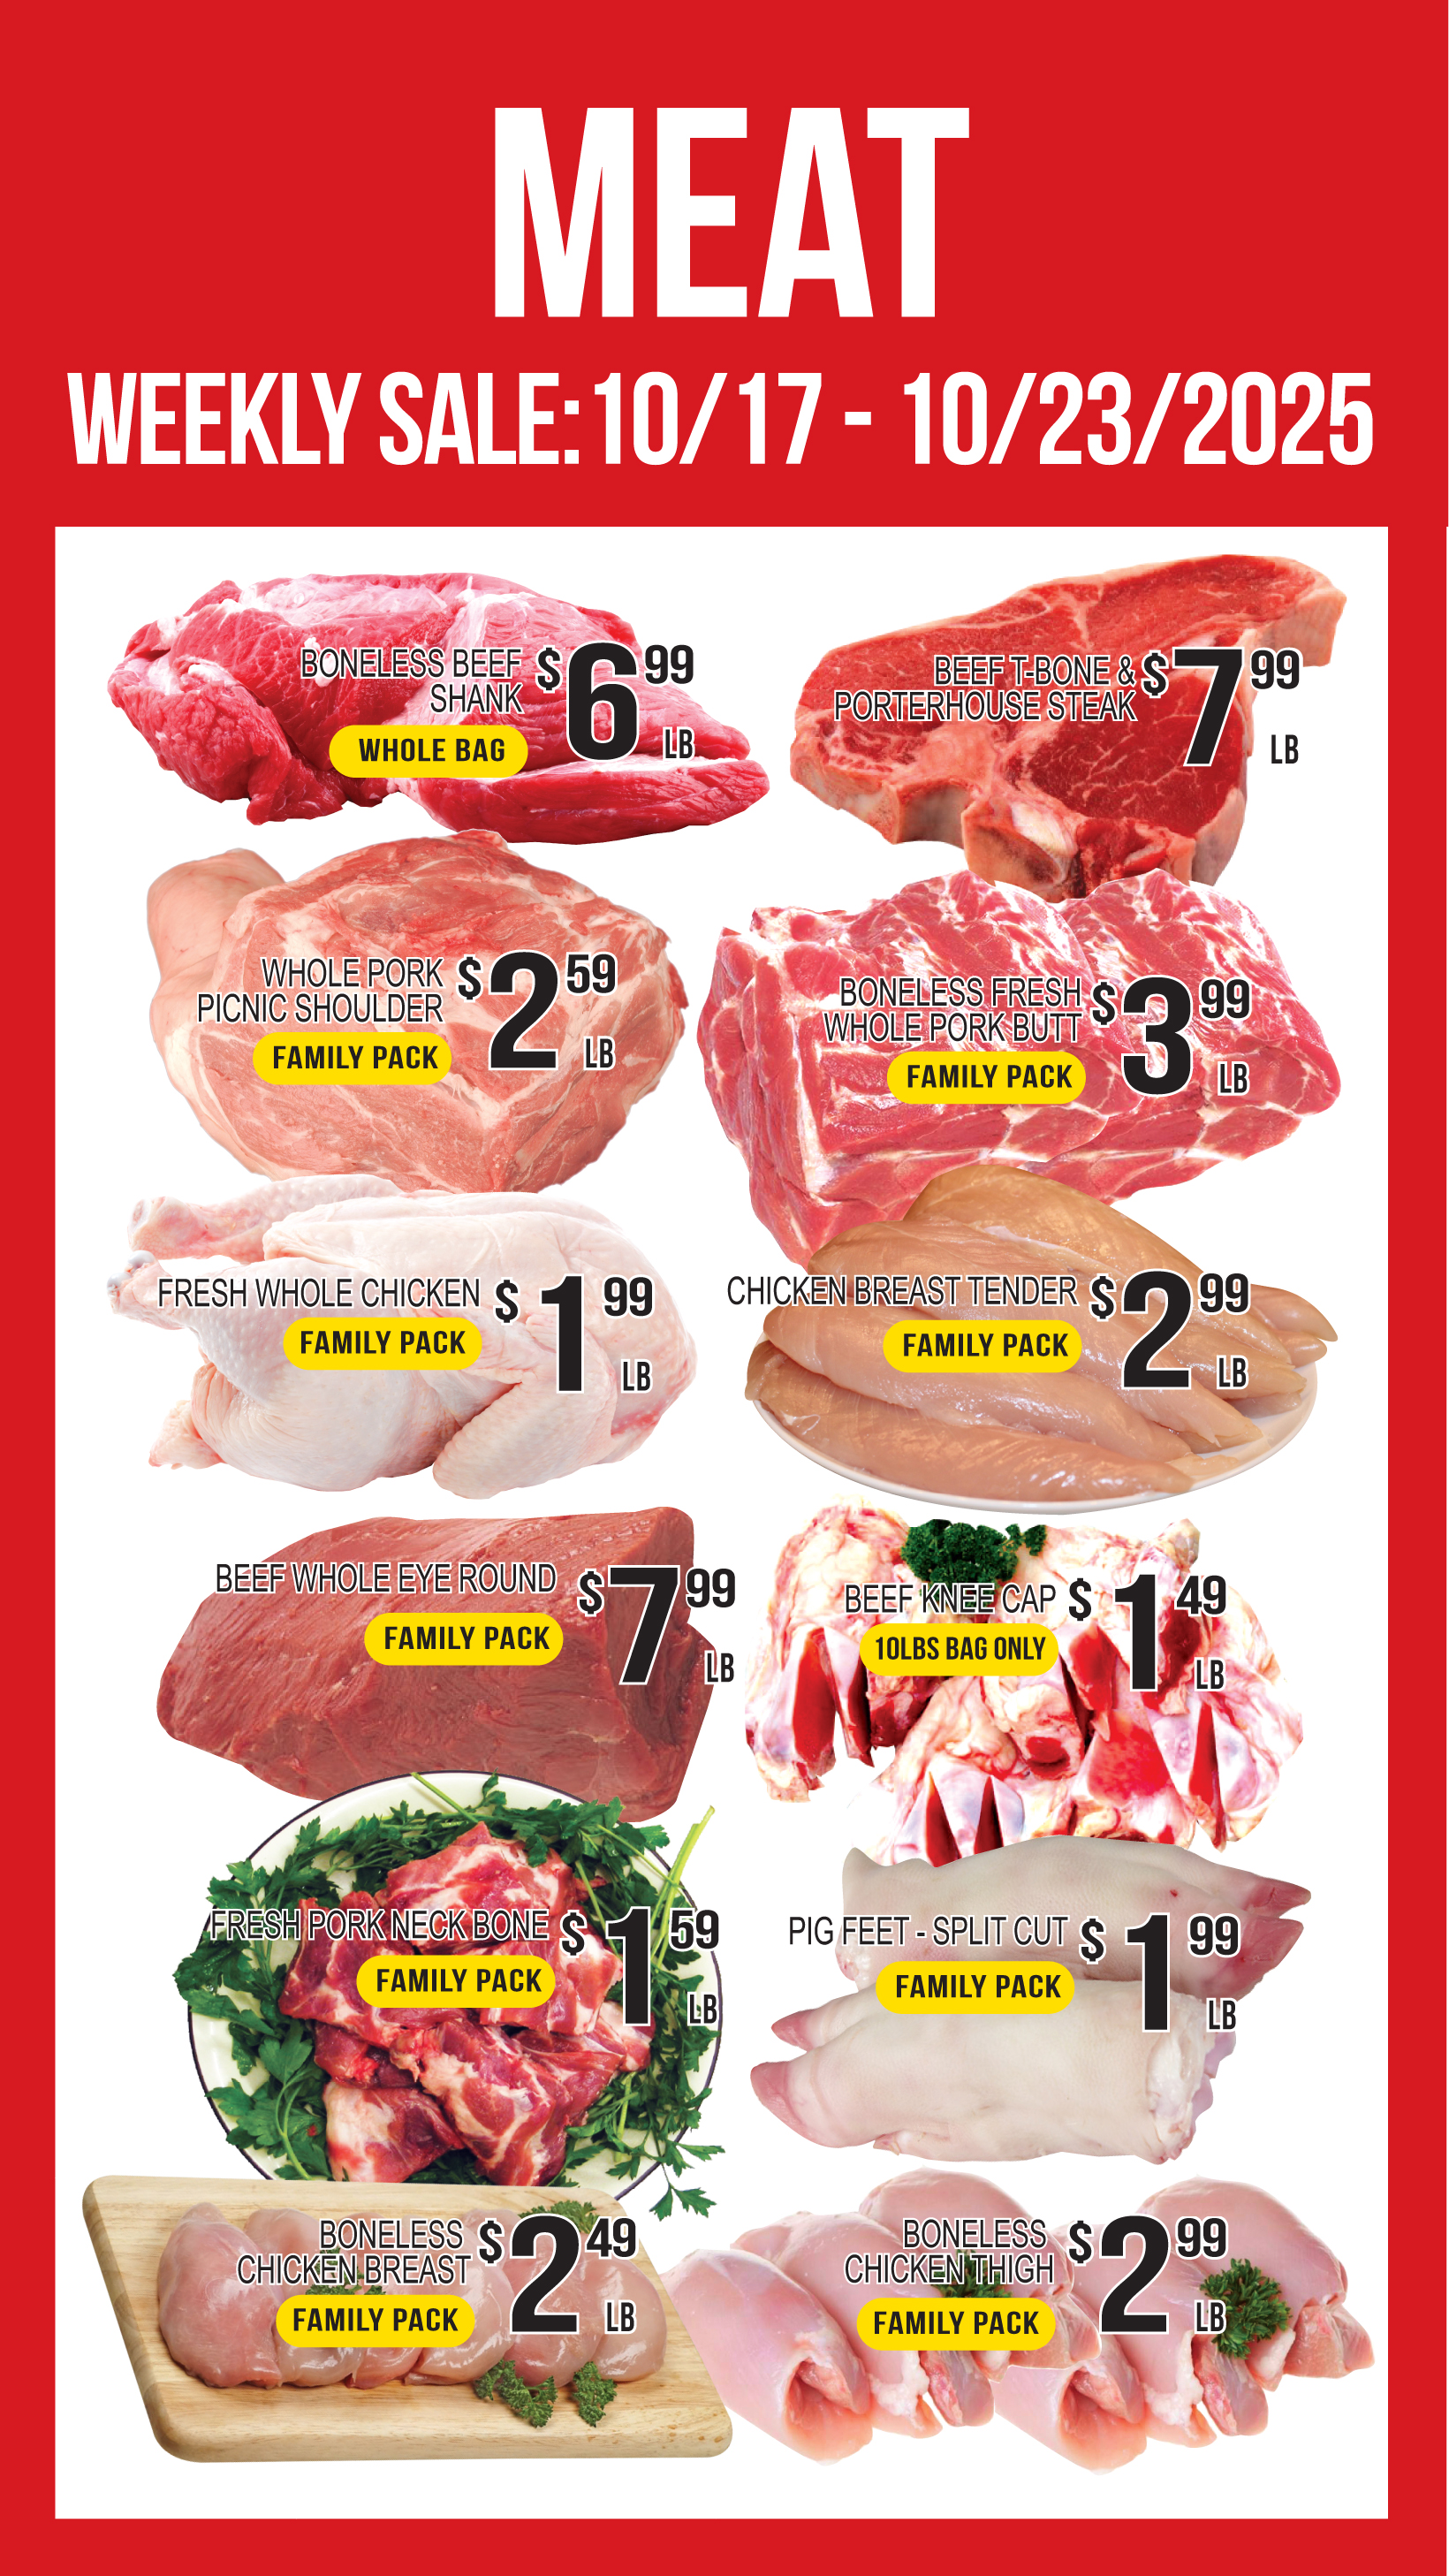 MEAT
WEEKLY SALE: 10/17 - 10/23/2025
BONELESS BEEF
SHANK
WHOLE BAG
$6 99
LB
BEEF T-BONE &
PORTERHOUSE STEAK
$7 99
LB
WHOLE PORK
PICNIC SHOULDER
FAMILY PACK
$2 59
LB
BONELESS FRESH
WHOLE PORK BUTT
FAMILY PACK
$3 99
LB
FRESH WHOLE CHICKEN
FAMILY PACK
$1 99
LB
CHICKEN BREAST TENDER
FAMILY PACK
$2 99
LB
BEEF WHOLE EYE ROUND
FAMILY PACK
$7 99
LB
BEEF KNEE CAP
10LBS BAG ONLY
$1 49
LB
FRESH PORK NECK BONE
FAMILY PACK
$1 59
LB
PIG FEET - SPLIT CUT
FAMILY PACK
$1 99
LB
BONELESS
CHICKEN BREAST
FAMILY PACK
$2 49
LB
BONELESS
CHICKEN THIGH
FAMILY PACK
$2 99
LB